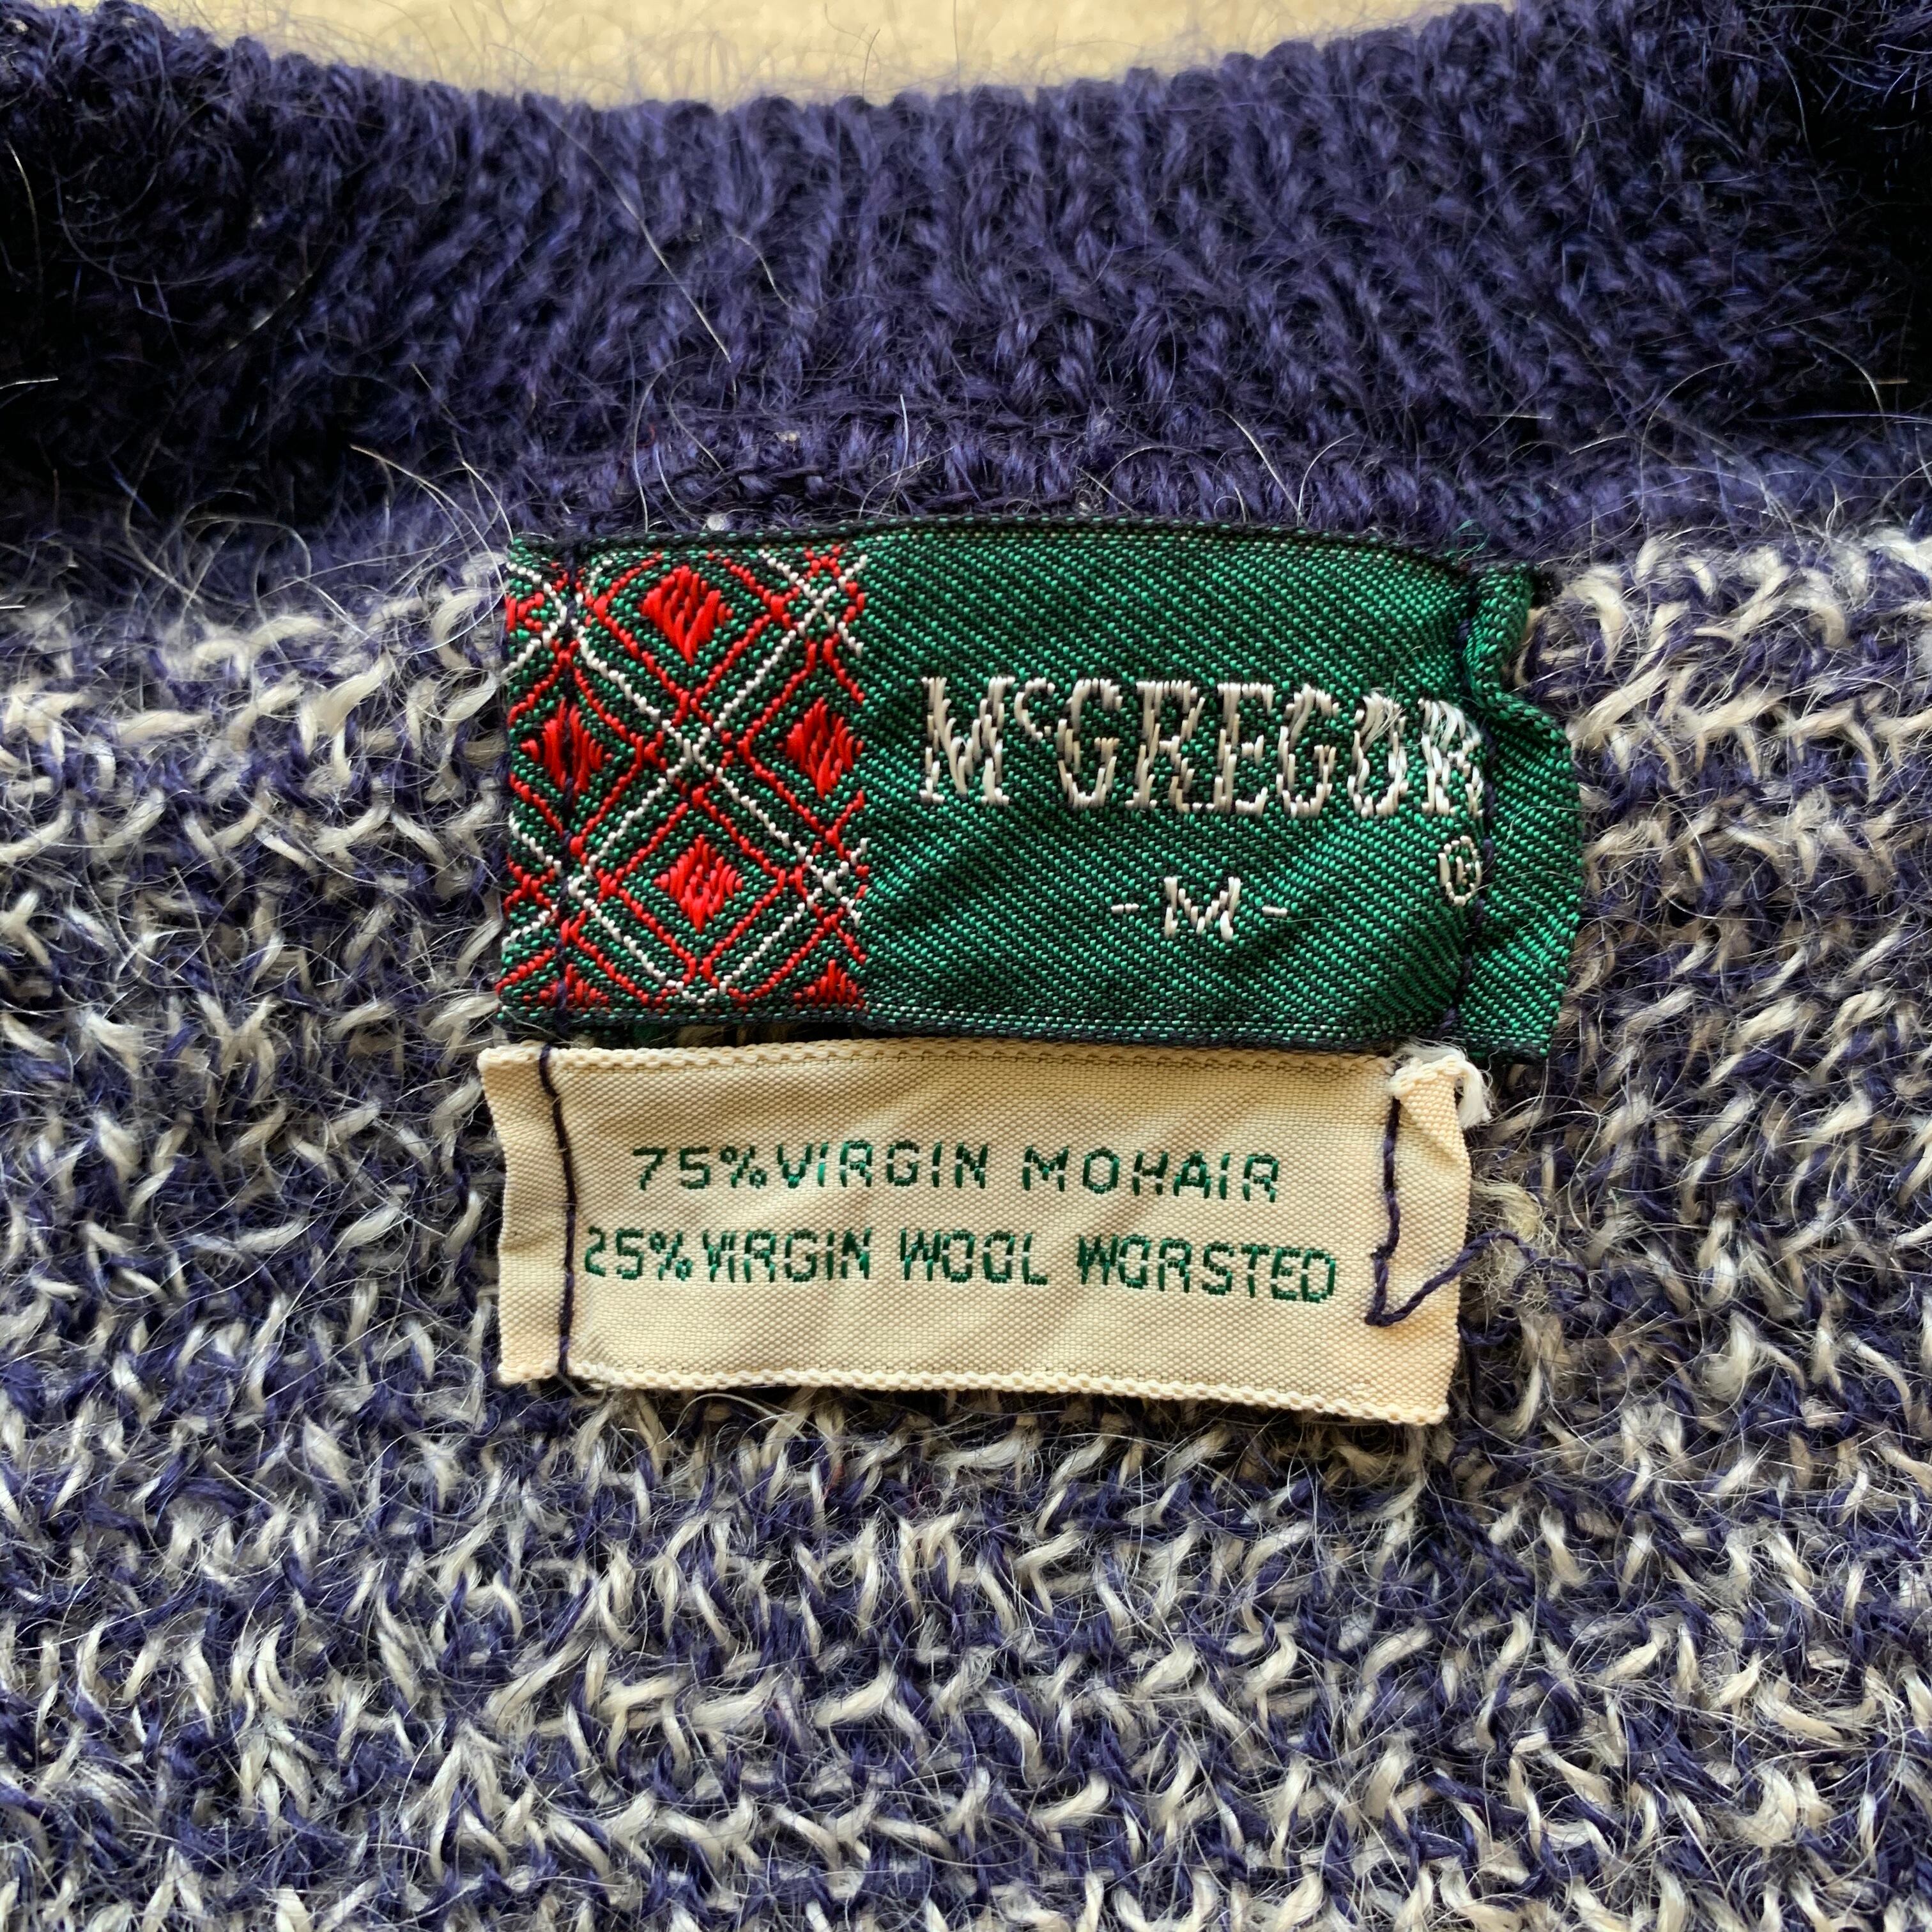 McGREGOR
®
-M-
75% VIRGIN MOHAIR
25% VIRGIN WOOL WORSTED